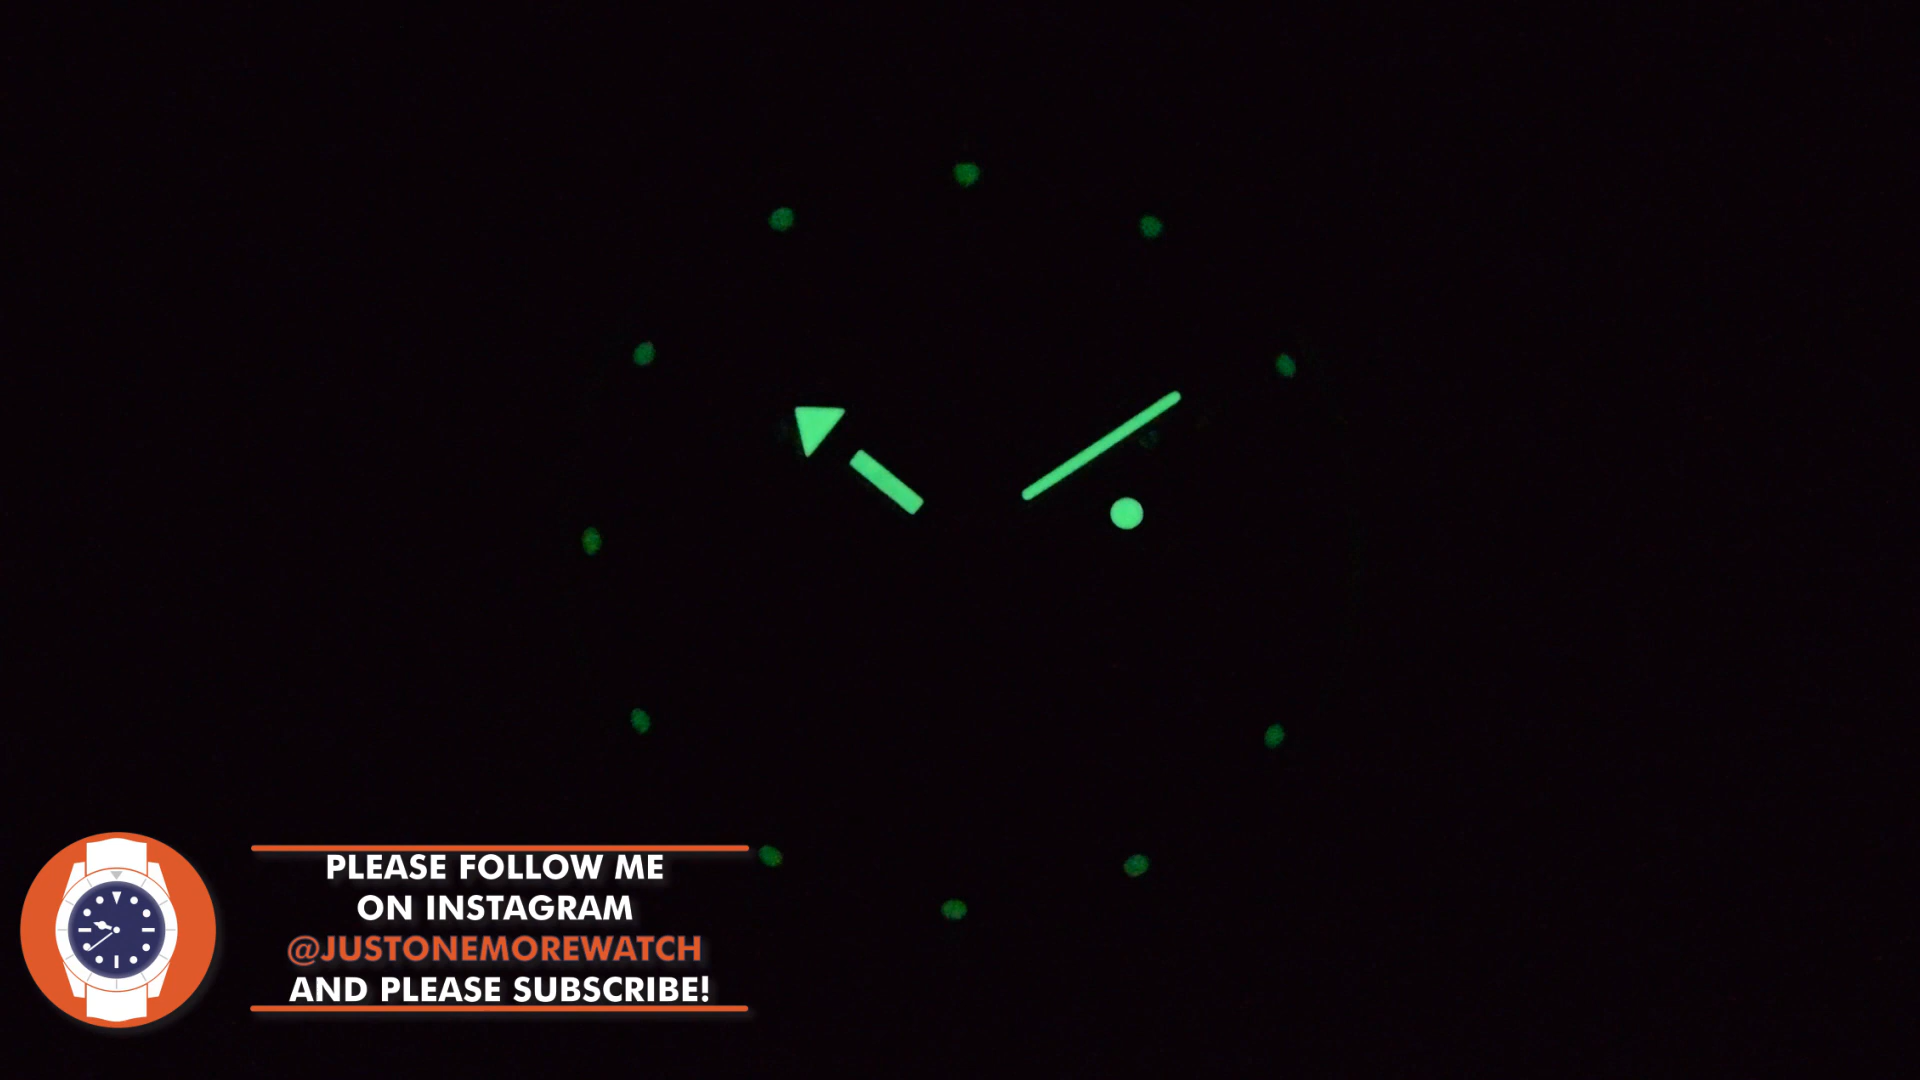 PLEASE FOLLOW ME
ON INSTAGRAM
@JUSTONEMOREWATCH
AND PLEASE SUBSCRIBE!